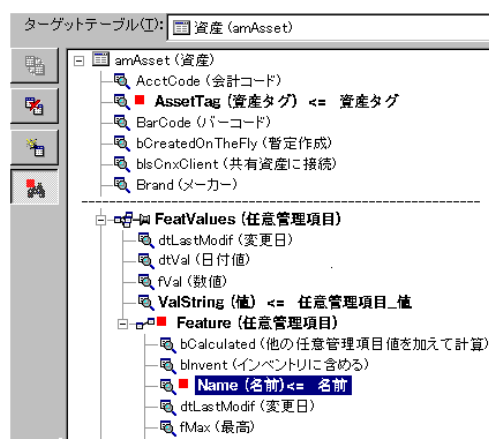 ターゲットテーブル(T): 資産 (amAsset)
amAsset (資産)
AcctCode (会計コード)
AssetTag (資産タグ) <= 資産タグ
BarCode (バーコード)
bCreatedOnTheFly (暫定作成)
bIsCnxClient (共有資産に接続)
Brand (メーカー)
FeatValues (任意管理項目)
dtLastModif (変更日)
dtVal (日付値)
fVal (数値)
ValString (値) <= 任意管理項目_値
Feature (任意管理項目)
bCalculated (他の任意管理項目値を加えて計算)
bInvent (インベントリに含める)
Name (名前)<= 名前
dtLastModif (変更日)
fMax (最高)